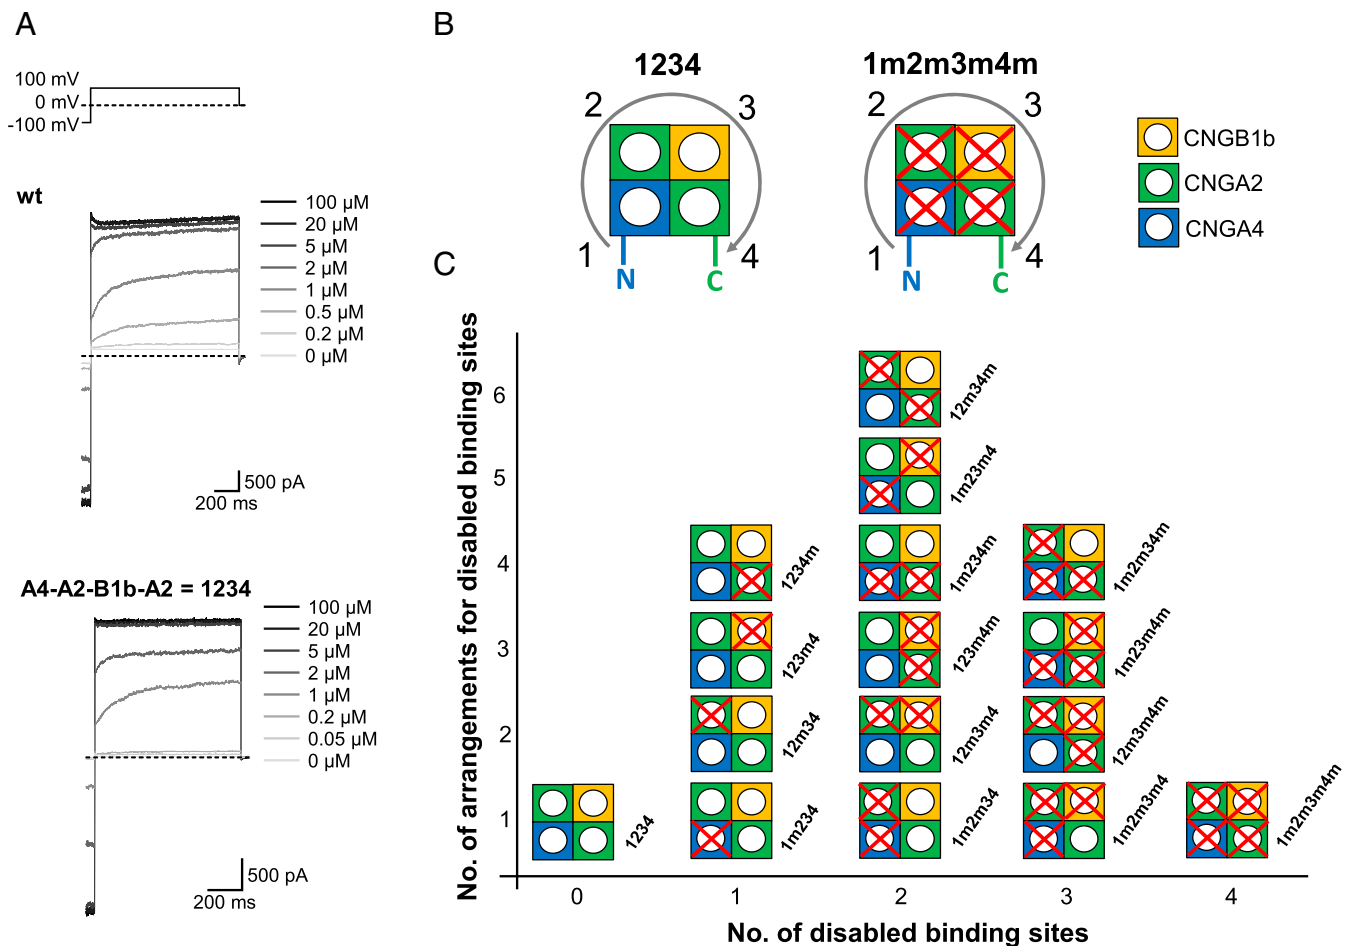 A
100 mV
0 mV
-100 mV
wt
100 µM
20 µM
5 µM
2 µM
1 µM
0.5 µM
0.2 µM
0 µM
500 pA
200 ms
A4-A2-B1b-A2 = 1234
100 µM
20 µM
5 µM
2 µM
1 µM
0.2 µM
0.05 µM
0 µM
500 pA
200 ms
B
1234
2
3
1
4
N
C
1m2m3m4m
2
3
1
4
N
C
CNGB1b
CNGA2
CNGA4
C
No. of arrangements for disabled binding sites
6
5
4
3
2
1
12m34m
1m23m4
1234m
1m234m
1m2m34m
123m4
123m4m
1m23m4m
12m34
12m3m4
12m3m4m
1234
1m234
1m2m34
1m2m3m4
1m2m3m4m
0
1
2
3
4
No. of disabled binding sites